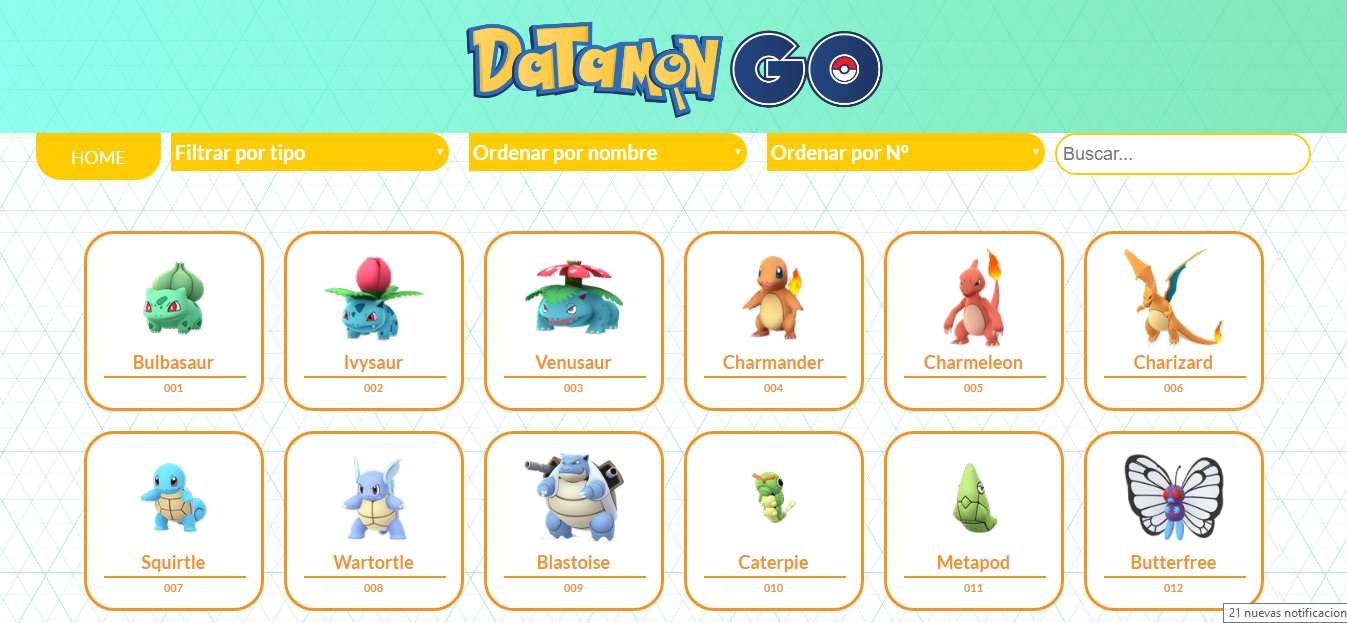 DaTaMoN GO
HOME
Filtrar por tipo
Ordenar por nombre
Ordenar por Nº
Buscar...
Bulbasaur
001
Ivysaur
002
Venusaur
003
Charmander
004
Charmeleon
005
Charizard
006
Squirtle
007
Wartortle
008
Blastoise
009
Caterpie
010
Metapod
011
Butterfree
012
21 nuevas notificacion